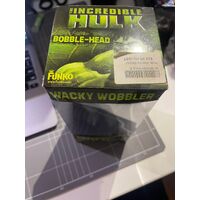 THE INCREDIBLE
HULK
BOBBLE-HEAD
FUNKO
WACKY WOBBLER